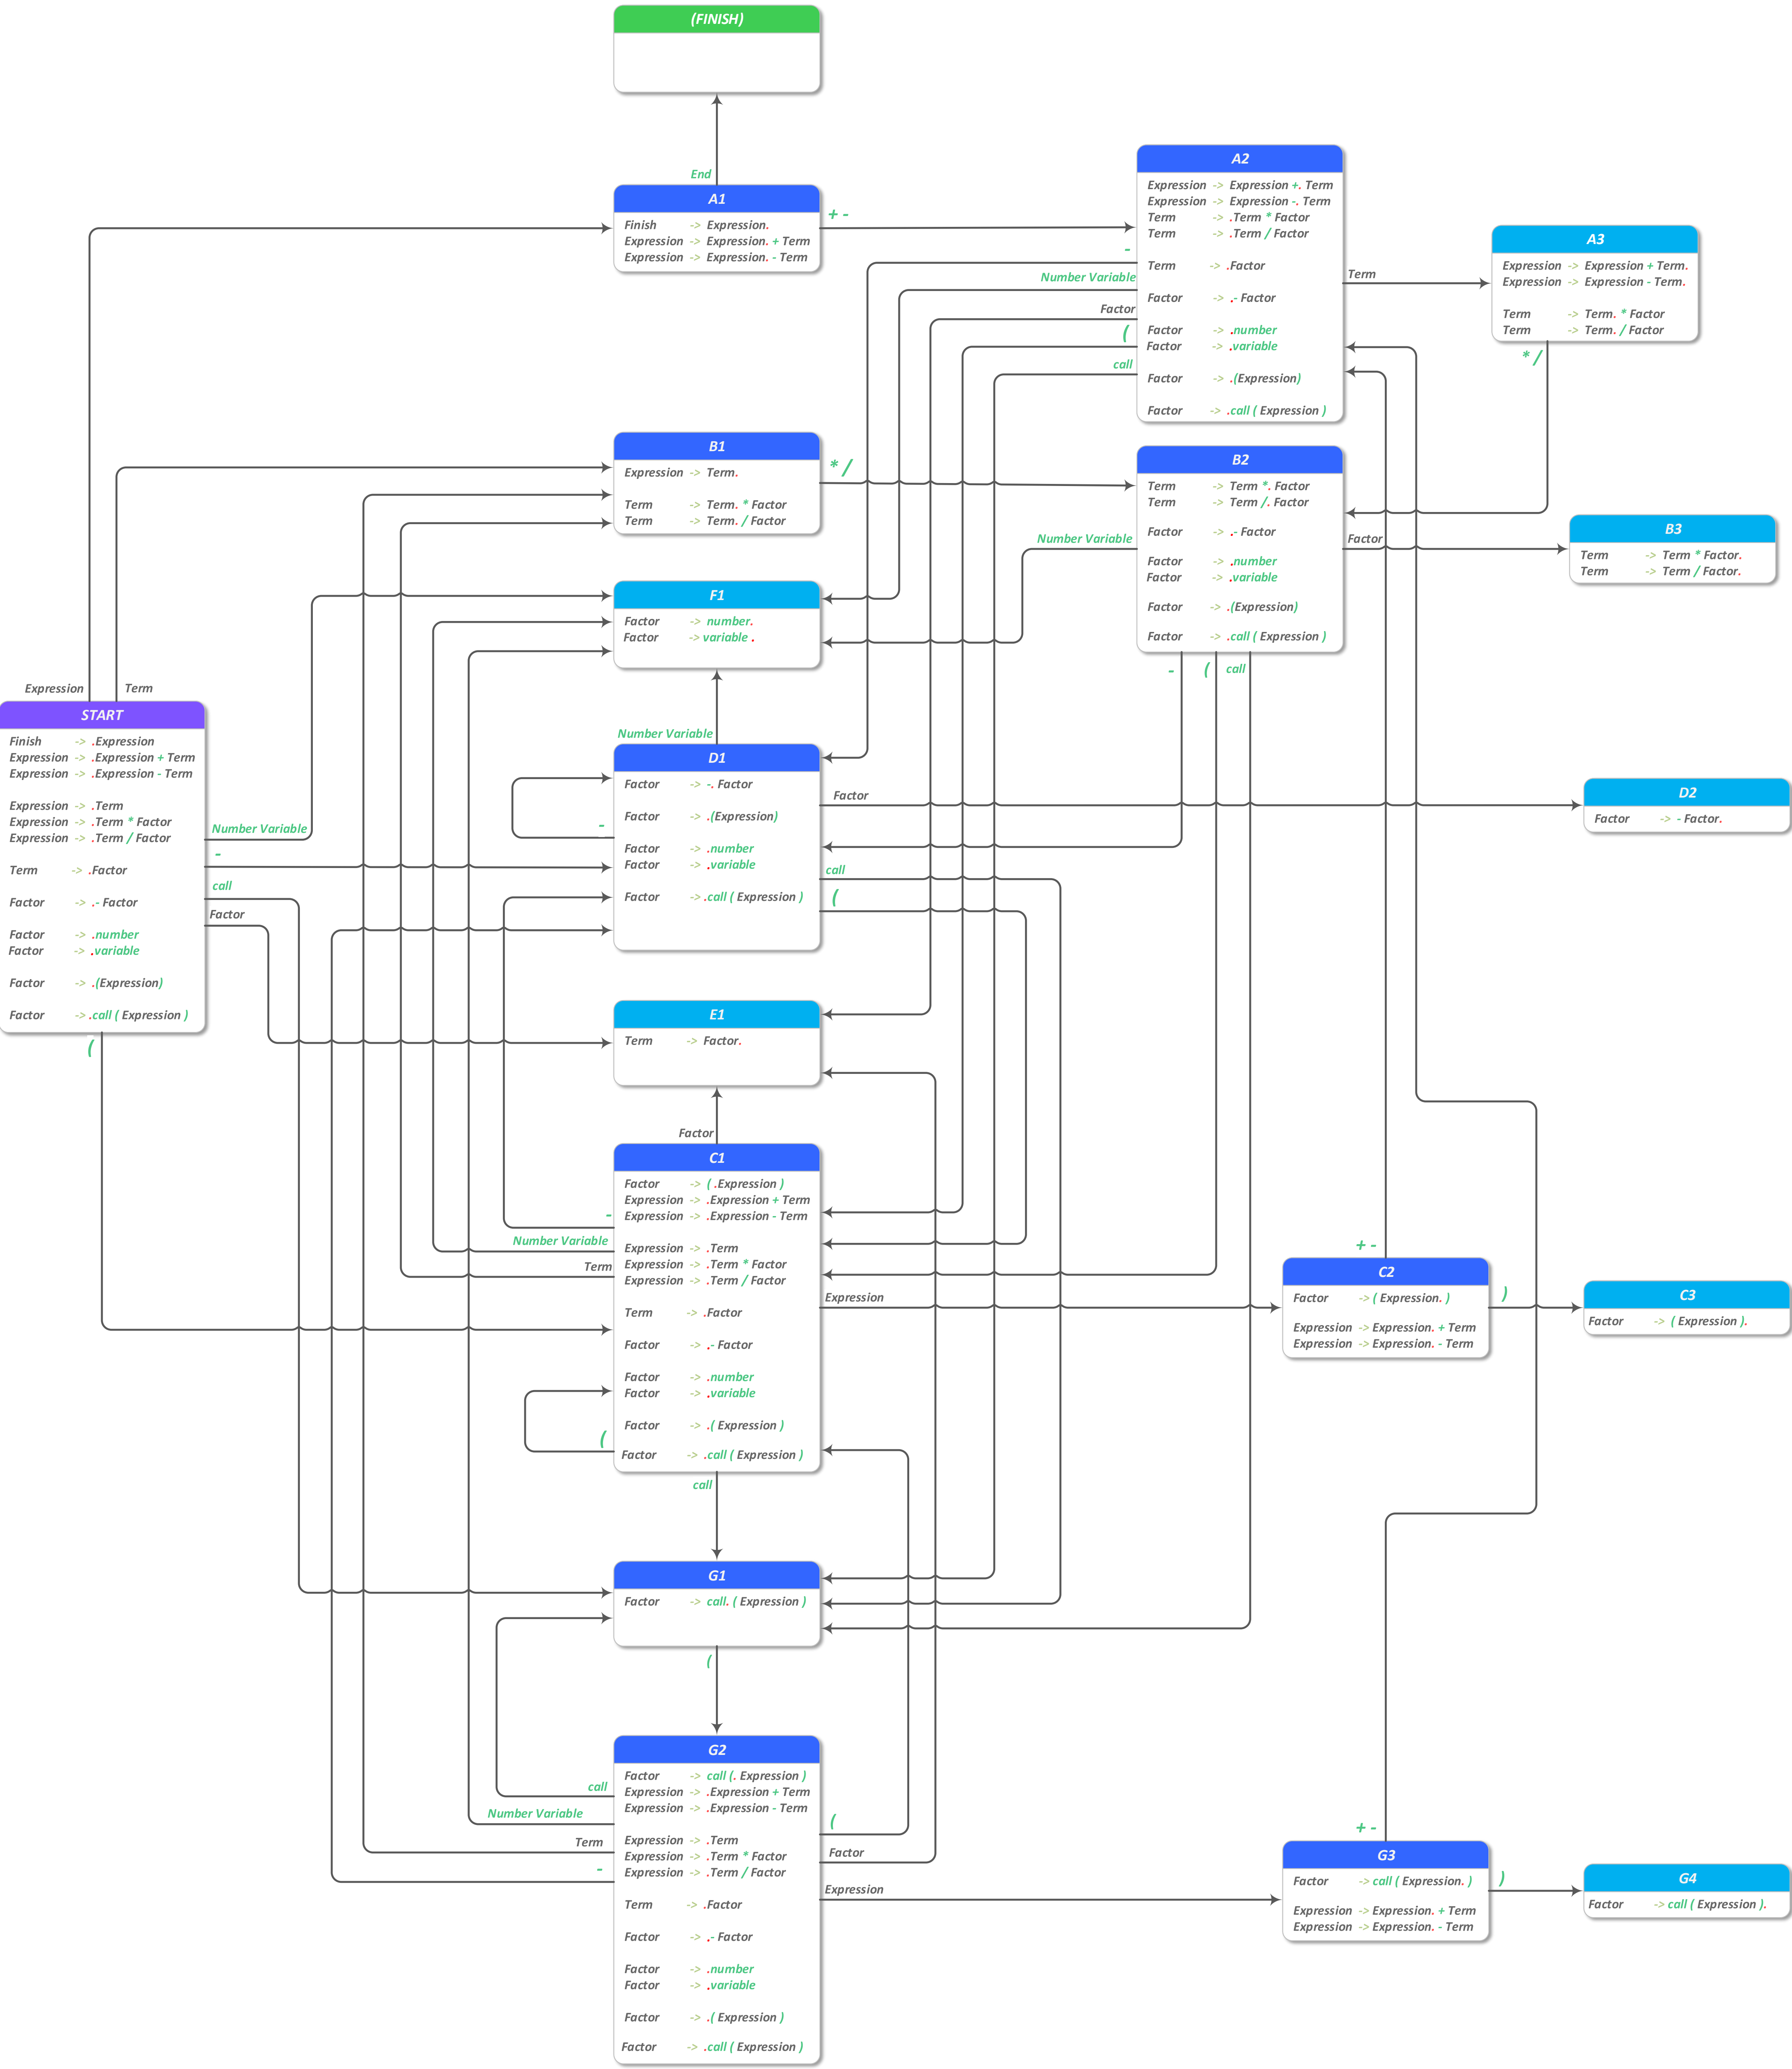 (FINISH)
End
A1
Finish -> Expression.
Expression -> Expression. + Term
Expression -> Expression. - Term
+ -
A2
Expression -> Expression +. Term
Expression -> Expression -. Term
Term -> .Term * Factor
Term -> .Term / Factor
Term -> .Factor
Factor -> .- Factor
Factor -> .number
Factor -> .variable
Factor -> .(Expression)
Factor -> .call ( Expression )
-
Number Variable
Factor
(
call
Term
A3
Expression -> Expression + Term.
Expression -> Expression - Term.
Term -> Term. * Factor
Term -> Term. / Factor
* /
B1
Expression -> Term.
Term -> Term. * Factor
Term -> Term. / Factor
* /
B2
Term -> Term *. Factor
Term -> Term /. Factor
Factor -> .- Factor
Factor -> .number
Factor -> .variable
Factor -> .(Expression)
Factor -> .call ( Expression )
Number Variable
Factor
-
(
call
B3
Term -> Term * Factor.
Term -> Term / Factor.
F1
Factor -> number.
Factor -> variable .
Expression
Term
START
Finish -> .Expression
Expression -> .Expression + Term
Expression -> .Expression - Term
Expression -> .Term
Expression -> .Term * Factor
Expression -> .Term / Factor
Term -> .Factor
Factor -> .- Factor
Factor -> .number
Factor -> .variable
Factor -> .(Expression)
Factor -> .call ( Expression )
Number Variable
-
call
Factor
(
Number Variable
D1
Factor -> -. Factor
Factor -> .(Expression)
Factor -> .number
Factor -> .variable
Factor -> .call ( Expression )
-
Factor
call
(
D2
Factor -> - Factor.
E1
Term -> Factor.
Factor
C1
Factor -> ( .Expression )
Expression -> .Expression + Term
Expression -> .Expression - Term
Expression -> .Term
Expression -> .Term * Factor
Expression -> .Term / Factor
Term -> .Factor
Factor -> .- Factor
Factor -> .number
Factor -> .variable
Factor -> .( Expression )
Factor -> .call ( Expression )
-
Number Variable
Term
(
Expression
call
+ -
C2
Factor -> ( Expression. )
Expression -> Expression. + Term
Expression -> Expression. - Term
)
C3
Factor -> ( Expression ).
G1
Factor -> call. ( Expression )
(
G2
Factor -> call (. Expression )
Expression -> .Expression + Term
Expression -> .Expression - Term
Expression -> .Term
Expression -> .Term * Factor
Expression -> .Term / Factor
Term -> .Factor
Factor -> .- Factor
Factor -> .number
Factor -> .variable
Factor -> .( Expression )
Factor -> .call ( Expression )
call
Number Variable
Term
-
(
Factor
Expression
+ -
G3
Factor -> call ( Expression. )
Expression -> Expression. + Term
Expression -> Expression. - Term
)
G4
Factor -> call ( Expression ).